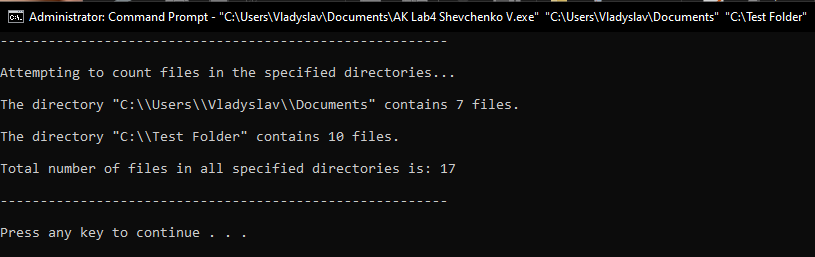 Administrator: Command Prompt - "C:\Users\Vladyslav\Documents\AK Lab4 Shevchenko V.exe" "C:\Users\Vladyslav\Documents" "C:\Test Folder"
--------------------------------------------------------
Attempting to count files in the specified directories...
The directory "C:\\Users\\Vladyslav\\Documents" contains 7 files.
The directory "C:\\Test Folder" contains 10 files.
Total number of files in all specified directories is: 17
--------------------------------------------------------
Press any key to continue . . .